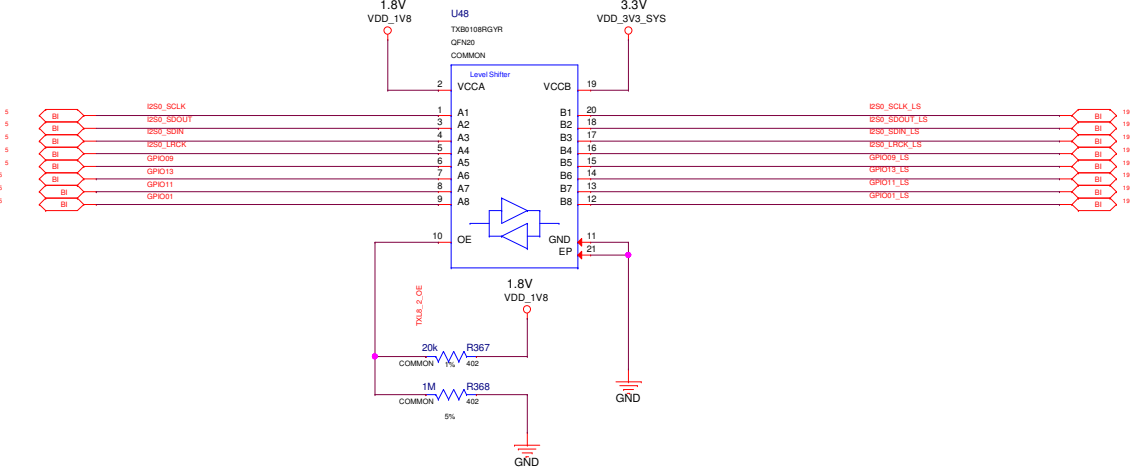 1.8V
VDD_1V8
U48
TXB0108RGYR
QFN20
COMMON
3.3V
VDD_3V3_SYS
Level Shifter
2 VCCA VCCB 19
5 BI I2S0_SCLK 1 A1 B1 20 I2S0_SCLK_LS BI 19
5 BI I2S0_SDOUT 3 A2 B2 18 I2S0_SDOUT_LS BI 19
5 BI I2S0_SDIN 4 A3 B3 17 I2S0_SDIN_LS BI 19
5 BI I2S0_LRCK 5 A4 B4 16 I2S0_LRCK_LS BI 19
5 BI GPIO09 6 A5 B5 15 GPIO09_LS BI 19
BI GPIO13 7 A6 B6 14 GPIO13_LS BI 19
BI GPIO11 8 A7 B7 13 GPIO11_LS BI 19
BI GPIO01 9 A8 B8 12 GPIO01_LS BI 19
10 OE GND 11
EP 21
1.8V
VDD_1V8
TXL8_2_OE
20k R367
COMMON 1% 402
1M R368
COMMON 402
5%
GND
GND